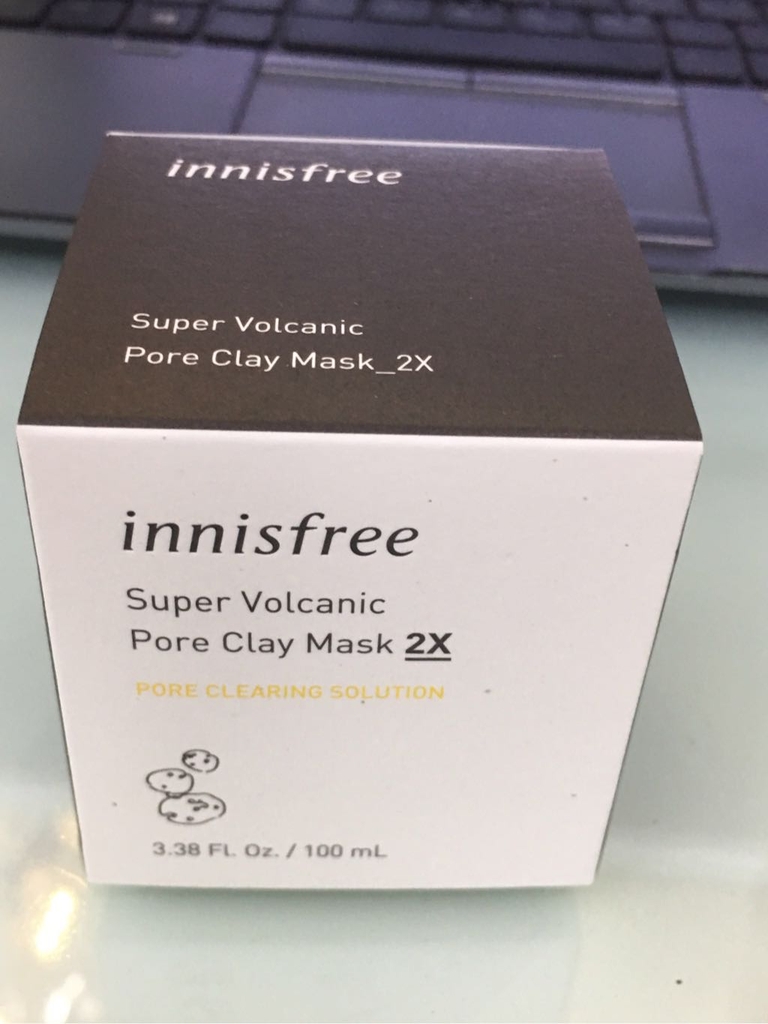 innisfree
Super Volcanic
Pore Clay Mask_2X
innisfree
Super Volcanic
Pore Clay Mask 2X
PORE CLEARING SOLUTION
3.38 FL. Oz. / 100 mL